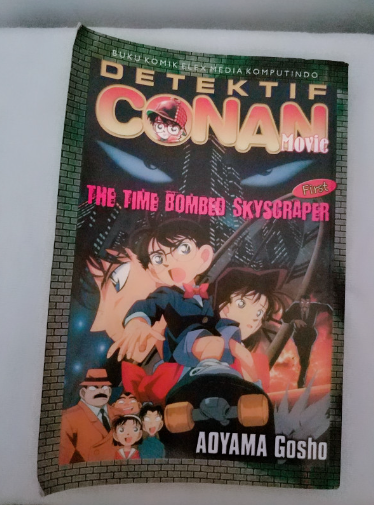 BUKU KOMIK ELEX MEDIA KOMPUTINDO
DETEKTIF
CONAN
Movie
First
THE TIME BOMBED SKYSCRAPER
AOYAMA Gosho